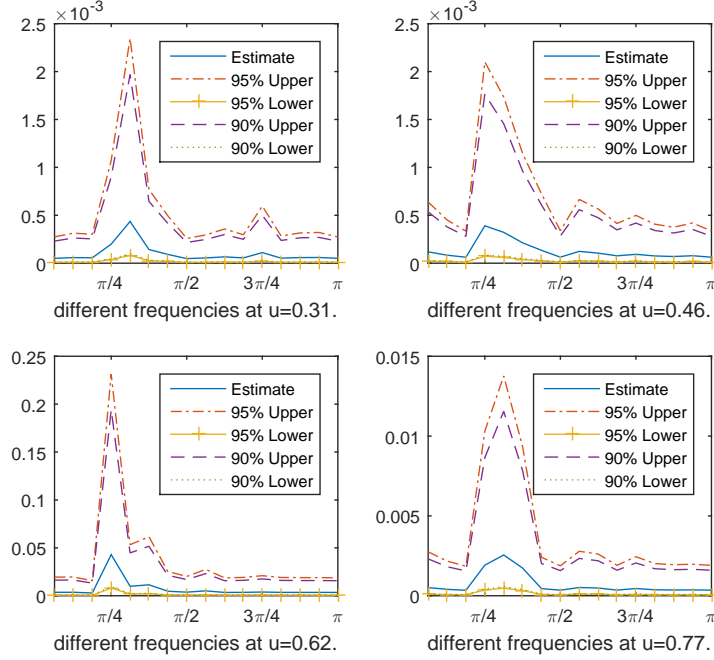 ×10⁻³
2.5
2
1.5
1
0.5
0
Estimate
95% Upper
95% Lower
90% Upper
90% Lower
π/4 π/2 3π/4 π
different frequencies at u=0.31.
×10⁻³
2.5
2
1.5
1
0.5
0
Estimate
95% Upper
95% Lower
90% Upper
90% Lower
π/4 π/2 3π/4 π
different frequencies at u=0.46.
0.25
0.2
0.15
0.1
0.05
0
Estimate
95% Upper
95% Lower
90% Upper
90% Lower
π/4 π/2 3π/4 π
different frequencies at u=0.62.
0.015
0.01
0.005
0
Estimate
95% Upper
95% Lower
90% Upper
90% Lower
π/4 π/2 3π/4 π
different frequencies at u=0.77.